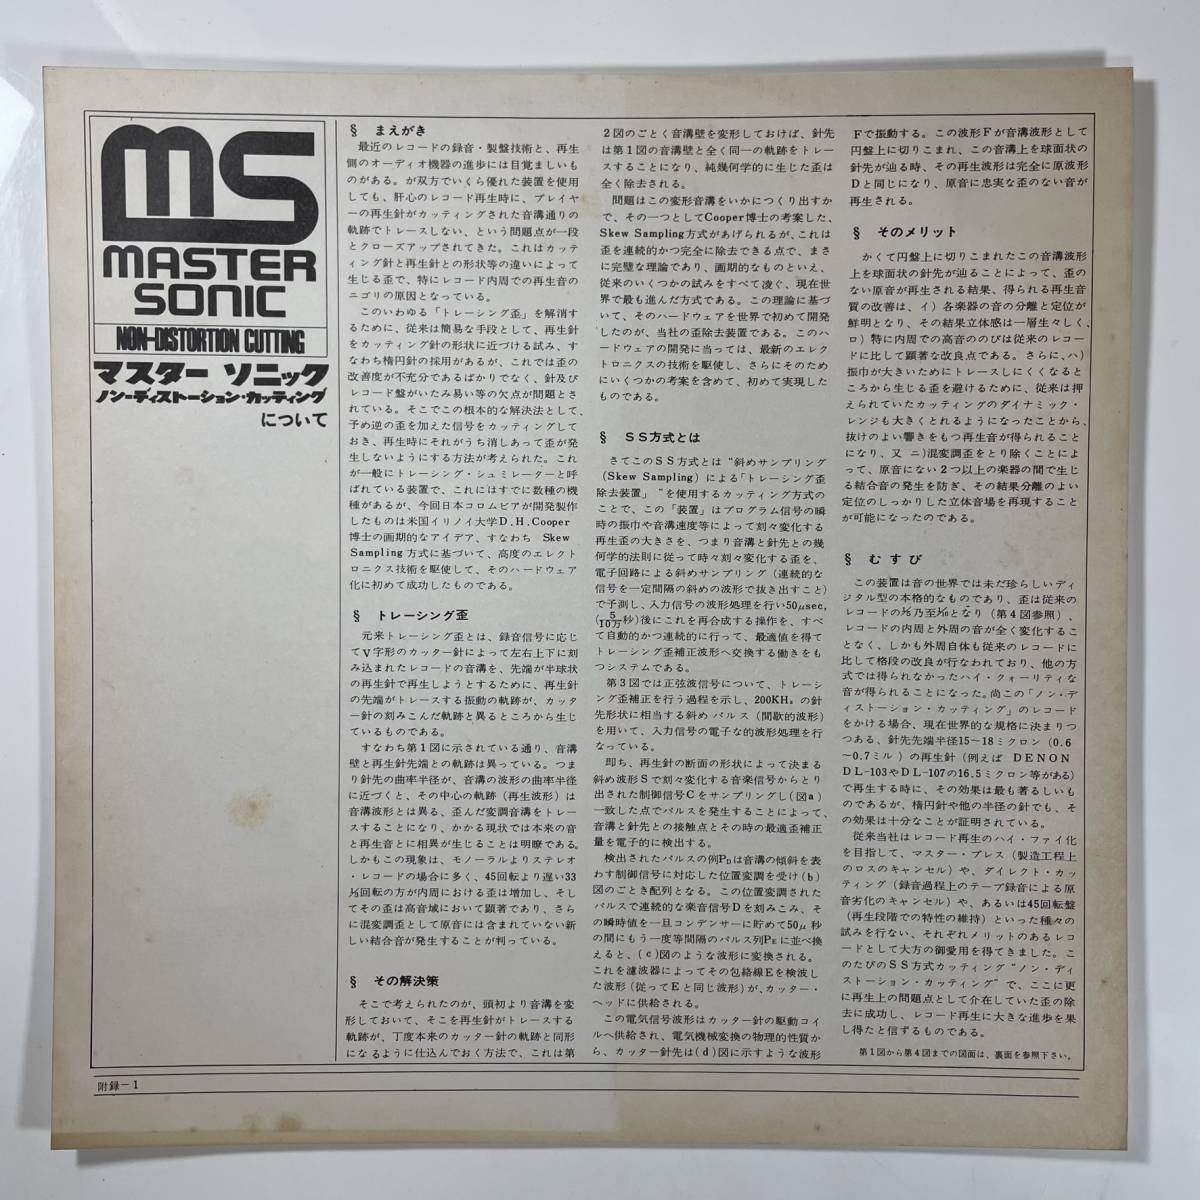 ms
MASTER
SONIC
NON-DISTORTION CUTTING
マスター ソニック
ノン-ディストーション・カッティング
について
§ まえがき
最近のレコードの録音・製盤技術と、再生
側のオーディオ機器の進歩には目覚ましいも
のがある。が双方でいくら優れた装置を使用
しても、肝心のレコード再生時に、プレイヤ
ーの再生針がカッティングされた音溝通りの
軌跡でトレースしない、という問題点が一段
とクローズアップされてきた。これはカッテ
ィング針と再生針との形状等の違いによって
生じる歪で、特にレコード内周での再生音の
ニゴリの原因となっている。
このいわゆる「トレーシング歪」を解消す
るために、従来は簡易な手段として、再生針
をカッティング針の形状に近づける試み、す
なわち楕円針の採用があるが、これでは歪の
改善度が不充分であるばかりでなく、針及び
レコード盤がいたみ易い等の欠点が問題とさ
れている。そこでこの根本的な解決法として、
予め逆の歪を加えた信号をカッティングして
おき、再生時にそれがうち消しあって歪が発
生しないようにする方法が考えられた。これ
が一般にトレーシング・シュミレーターと呼
ばれている装置で、これにはすでに数種の機
種があるが、今回日本コロムビアが開発製作
したものは米国イリノイ大学D.H.Cooper
博士の画期的なアイデア、すなわち Skew
Sampling方式に基づいて、高度のエレクト
ロニクス技術を駆使して、そのハードウェア
化に初めて成功したものである。
§ トレーシング歪
元来トレーシング歪とは、録音信号に応じ
てV字形のカッター針によって左右上下に刻
み込まれたレコードの音溝を、先端が半球状
の再生針で再生しようとするために、再生針
の先端がトレースする振動の軌跡が、カッタ
ー針の刻みこんだ軌跡と異るところから生じ
ているものである。
すなわち第1図に示されている通り、音溝
壁と再生針先端との軌跡は異っている。つま
り針先の曲率半径が、音溝の波形の曲率半径
に近づくと、その中心の軌跡(再生波形)は
音溝波形とは異る、歪んだ変調音溝をトレー
スすることになり、かかる現状では本来の音
と再生音とに相異が生じることは明瞭である。
しかもこの現象は、モノーラルよりステレオ
・レコードの場合に多く、45回転より遅い33
⅓回転の方が内周における歪は増加し、そし
てその歪は高音域において顕著であり、さら
に混変調歪として原音には含まれていない新
しい結合音が発生することが判っている。
§ その解決策
そこで考えられたのが、頭初より音溝を変
形しておいて、そこを再生針がトレースする
軌跡が、丁度本来のカッター針の軌跡と同形
になるように仕込んでおく方法で、これは第
2図のごとく音溝壁を変形しておけば、針先
は第1図の音溝壁と全く同一の軌跡をトレー
スすることになり、純幾何学的に生じた歪は
全く除去される。
問題はこの変形音溝をいかにつくり出すか
で、その一つとしてCooper博士の考案した、
Skew Sampling方式があげられるが、これは
歪を連続的かつ完全に除去できる点で、まさ
に完璧な理論であり、画期的なものといえ、
従来のいくつかの試みをすべて凌ぐ、現在世
界で最も進んだ方式である。この理論に基づ
いて、そのハードウェアを世界で初めて開発
したのが、当社の歪除去装置である。このハ
ードウェアの開発に当っては、最新のエレク
トロニクスの技術を駆使し、さらにそのため
にいくつかの考案を含めて、初めて実現した
ものである。
§ SS方式とは
さてこのSS方式とは“斜めサンプリング
(Skew Sampling)による「トレーシング歪
除去装置」”を使用するカッティング方式の
ことで、この「装置」はプログラム信号の瞬
時の振巾や音溝速度等によって刻々変化する
再生歪の大きさを、つまり音溝と針先との幾
何学的法則に従って時々刻々変化する歪を、
電子回路による斜めサンプリング(連続的な
信号を一定間隔の斜めの波形で抜き出すこと)
で予測し、入力信号の波形処理を行い50μsec,
(5/10万秒)後にこれを再合成する操作を、すべ
て自動的かつ連続的に行って、最適値を得て
トレーシング歪補正波形へ交換する働きをも
つシステムである。
第3図では正弦波信号について、トレーシ
ング歪補正を行う過程を示し、200KHzの針
先形状に相当する斜めパルス(間歇的波形)
を用いて、入力信号の電子な的波形処理を行
なっている。
即ち、再生針の断面の形状によって決まる
斜め波形Sで刻々変化する音楽信号からとり
出された制御信号Cをサンプリングし(図a)
一致した点でパルスを発生することによって、
音溝と針先との接触点とその時の最適歪補正
量を電子的に検出する。
検出されたパルスの例PDは音溝の傾斜を表
わす制御信号に対応した位置変調を受け(b)
図のごとき配列となる。この位置変調された
パルスで連続的な楽音信号Dを刻みこみ、そ
の瞬時値を一旦コンデンサーに貯めて50μ秒
の間にもう一度等間隔のパルス列PEに並べ換
えると、(c)図のような波形に変換される。
これを濾波器によってその包絡線Eを検波し
た波形(従ってEと同じ波形)が、カッター・
ヘッドに供給される。
この電気信号波形はカッター針の駆動コイ
ルへ供給され、電気機械変換の物理的性質か
ら、カッター針先は(d)図に示すような波形
Fで振動する。この波形Fが音溝波形として
円盤上に切りこまれ、この音溝上を球面状の
針先が辿る時、その再生波形は完全に原波形
Dと同じになり、原音に忠実な歪のない音が
再生される。
§ そのメリット
かくて円盤上に切りこまれたこの音溝波形
上を球面状の針先が辿ることによって、歪の
ない原音が再生される結果、得られる再生音
質の改善は、イ)各楽器の音の分離と定位が
鮮明となり、その結果立体感は一層生々しく、
ロ)特に内周での高音ののびは従来のレコー
ドに比して顕著な改良点である。さらに、ハ)
振巾が大きいためにトレースしにくくなると
ころから生じる歪を避けるために、従来は押
えられていたカッティングのダイナミック・
レンジも大きくとれるようになったことから、
抜けのよい響きをもつ再生音が得られること
になり、又 ニ)混変調歪をとり除くことによ
って、原音にない2つ以上の楽器の間で生じ
る結合音の発生を防ぎ、その結果分離のよい
定位のしっかりした立体音場を再現すること
が可能になったのである。
§ むすび
この装置は音の世界では未だ珍らしいディ
ジタル型の本格的なものであり、歪は従来の
レコードの⅕乃至⅒となり(第4図参照)、
レコードの内周と外周の音が全く変化するこ
となく、しかも外周自体も従来のレコードに
比して格段の改良が行なわれており、他の方
式では得られなかったハイ・クォーリティな
音が得られることになった。尚この「ノン・デ
ィストーション・カッティング」のレコード
をかける場合、現在世界的な規格に決まりつ
つある、針先先端半径15～18ミクロン(0.6
～0.7ミル)の再生針(例えば DENON
DL-103やDL-107の16.5ミクロン等がある)
で再生する時に、その効果は最も著るしいも
のであるが、楕円針や他の半径の針でも、そ
の効果は十分なことが証明されている。
従来当社はレコード再生のハイ・ファイ化
を目指して、マスター・プレス(製造工程上
のロスのキャンセル)や、ダイレクト・カッ
ティング(録音過程上のテープ録音による原
音劣化のキャンセル)や、あるいは45回転盤
(再生段階での特性の維持)といった種々の
試みを行ない、それぞれメリットのあるレコ
ードとして大方の御愛用を得てきました。こ
のたびのSS方式カッティング“ノン・ディ
ストーション・カッティング”で、ここに更
に再生上の問題点として介在していた歪の除
去に成功し、レコード再生に大きな進歩を果
し得たと信ずるものである。
第1図から第4図までの図面は、裏面を参照下さい。
附録-1